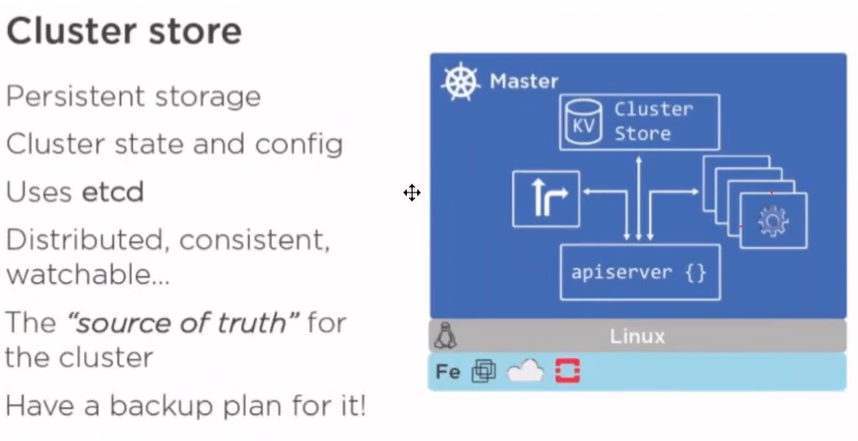 Cluster store
Persistent storage
Cluster state and config
Uses etcd
Distributed, consistent,
watchable...
The “source of truth” for
the cluster
Have a backup plan for it!
Master
KV
Cluster
Store
apiserver {}
Linux
Fe